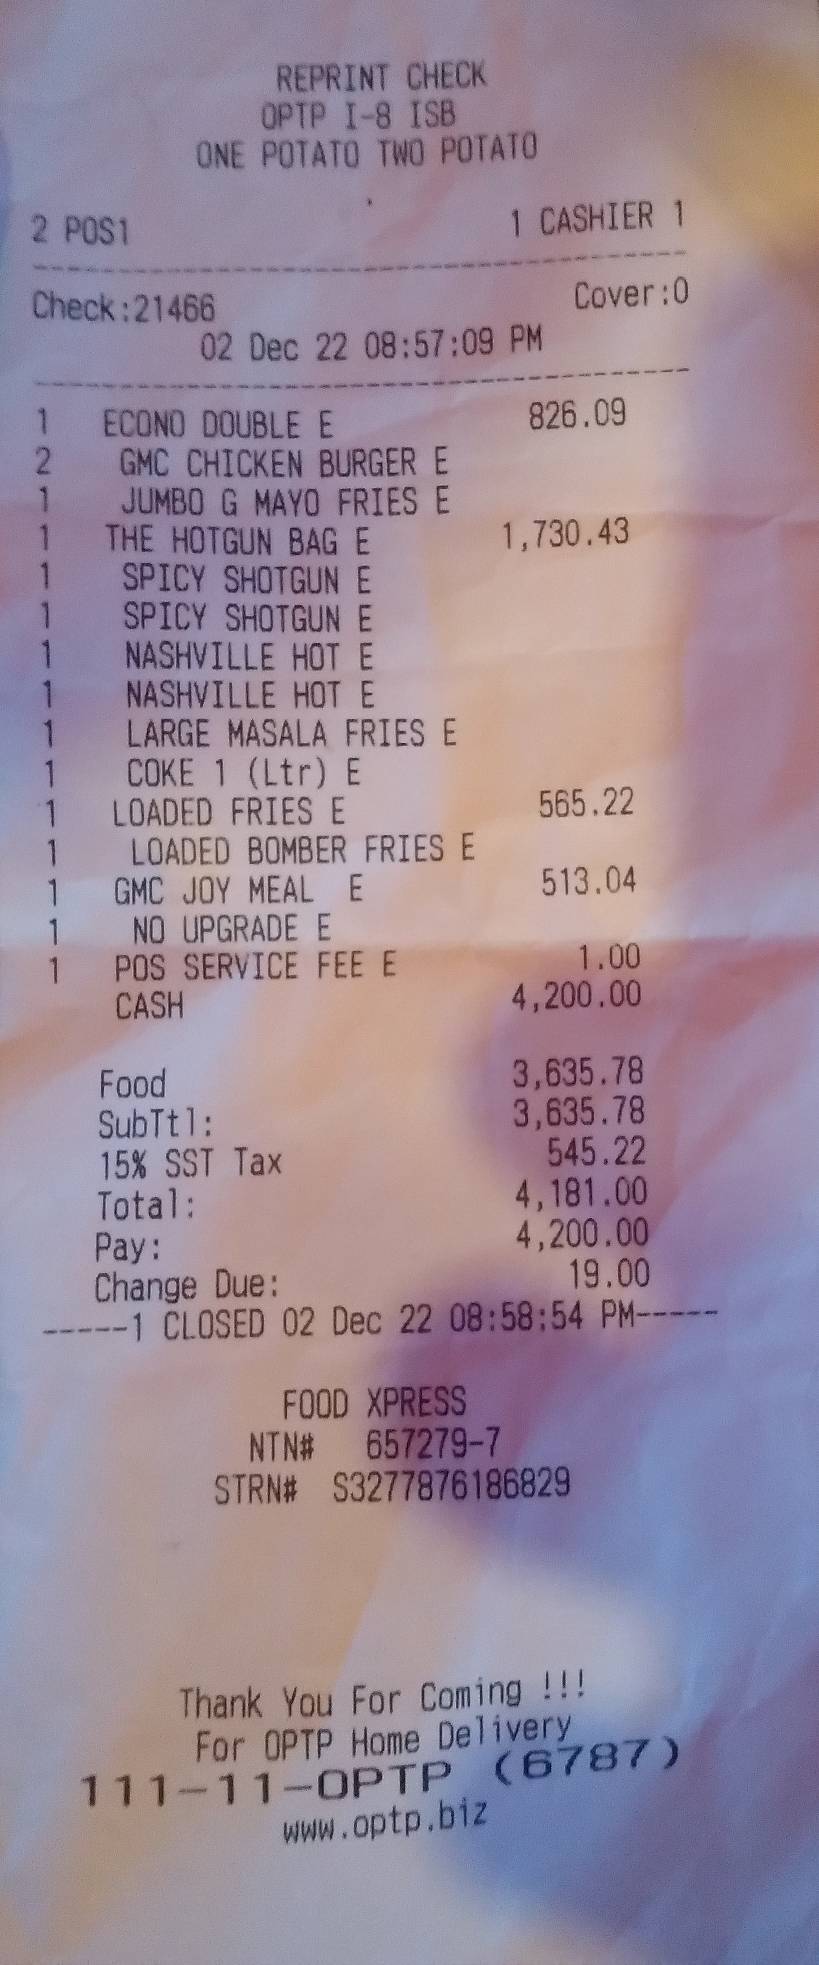 REPRINT CHECK
OPTP I-8 ISB
ONE POTATO TWO POTATO
2 POS1 1 CASHIER 1
Check:21466 Cover:0
02 Dec 22 08:57:09 PM
1 ECONO DOUBLE E 826.09
2 GMC CHICKEN BURGER E
1 JUMBO G MAYO FRIES E
1 THE HOTGUN BAG E 1,730.43
1 SPICY SHOTGUN E
1 SPICY SHOTGUN E
1 NASHVILLE HOT E
1 NASHVILLE HOT E
1 LARGE MASALA FRIES E
1 COKE 1 (Ltr) E
1 LOADED FRIES E 565.22
1 LOADED BOMBER FRIES E
1 GMC JOY MEAL E 513.04
1 NO UPGRADE E
1 POS SERVICE FEE E 1.00
CASH 4,200.00
Food 3,635.78
SubTtl: 3,635.78
15% SST Tax 545.22
Total: 4,181.00
Pay: 4,200.00
Change Due: 19.00
-----1 CLOSED 02 Dec 22 08:58:54 PM-----
FOOD XPRESS
NTN# 657279-7
STRN# S3277876186829
Thank You For Coming !!!
For OPTP Home Delivery
111-11-OPTP (6787)
www.optp.biz